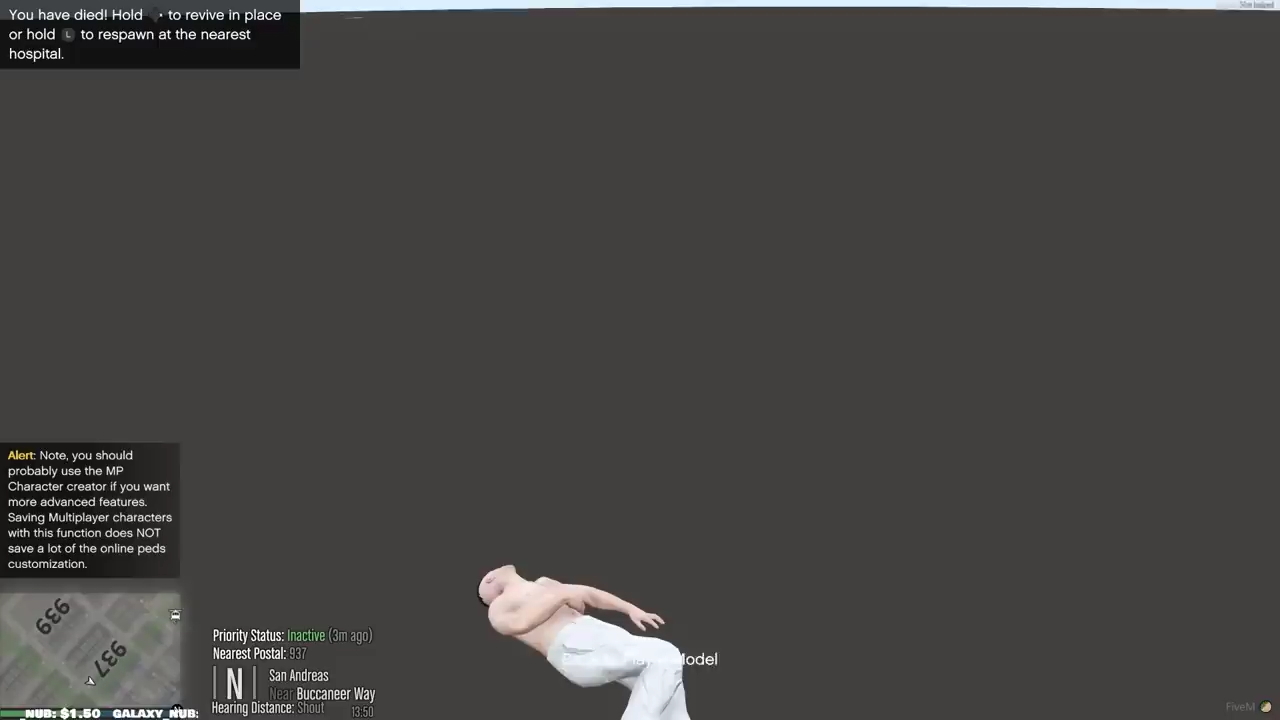 You have died! Hold to revive in place
or hold L to respawn at the nearest
hospital.
Alert: Note, you should
probably use the MP
Character creator if you want
more advanced features.
Saving Multiplayer characters
with this function does NOT
save a lot of the online peds
customization.
939
937
Priority Status: Inactive (3m ago)
Nearest Postal: 937
N
San Andreas
Near Buccaneer Way
Hearing Distance: Shout
13:50
Model
_NUB: $1.50 GALAXY_NUB:
FiveM